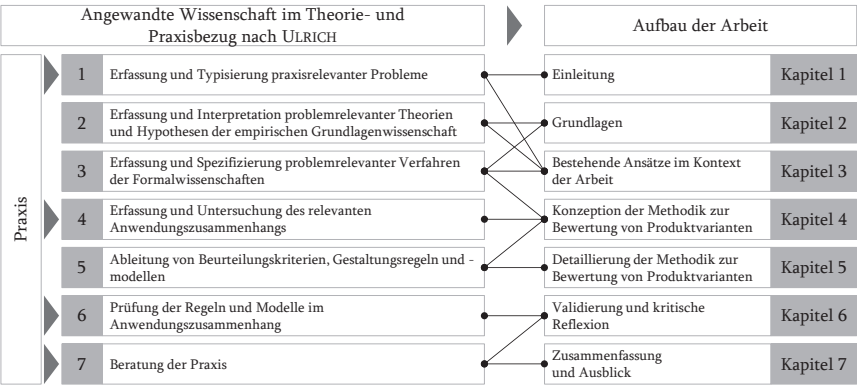 Angewandte Wissenschaft im Theorie- und
Praxisbezug nach ULRICH
Aufbau der Arbeit
Praxis
1 Erfassung und Typisierung praxisrelevanter Probleme
Einleitung Kapitel 1
2 Erfassung und Interpretation problemrelevanter Theorien
und Hypothesen der empirischen Grundlagenwissenschaft
Grundlagen Kapitel 2
3 Erfassung und Spezifizierung problemrelevanter Verfahren
der Formalwissenschaften
Bestehende Ansätze im Kontext
der Arbeit
Kapitel 3
4 Erfassung und Untersuchung des relevanten
Anwendungszusammenhangs
Konzeption der Methodik zur
Bewertung von Produktvarianten
Kapitel 4
5 Ableitung von Beurteilungskriterien, Gestaltungsregeln und -
modellen
Detaillierung der Methodik zur
Bewertung von Produktvarianten
Kapitel 5
6 Prüfung der Regeln und Modelle im
Anwendungszusammenhang
Validierung und kritische
Reflexion
Kapitel 6
7 Beratung der Praxis
Zusammenfassung
und Ausblick
Kapitel 7